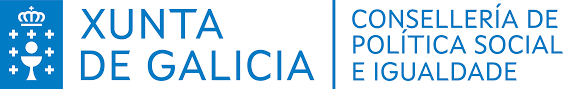 XUNTA
DE GALICIA
CONSELLERÍA DE
POLÍTICA SOCIAL
E IGUALDADE